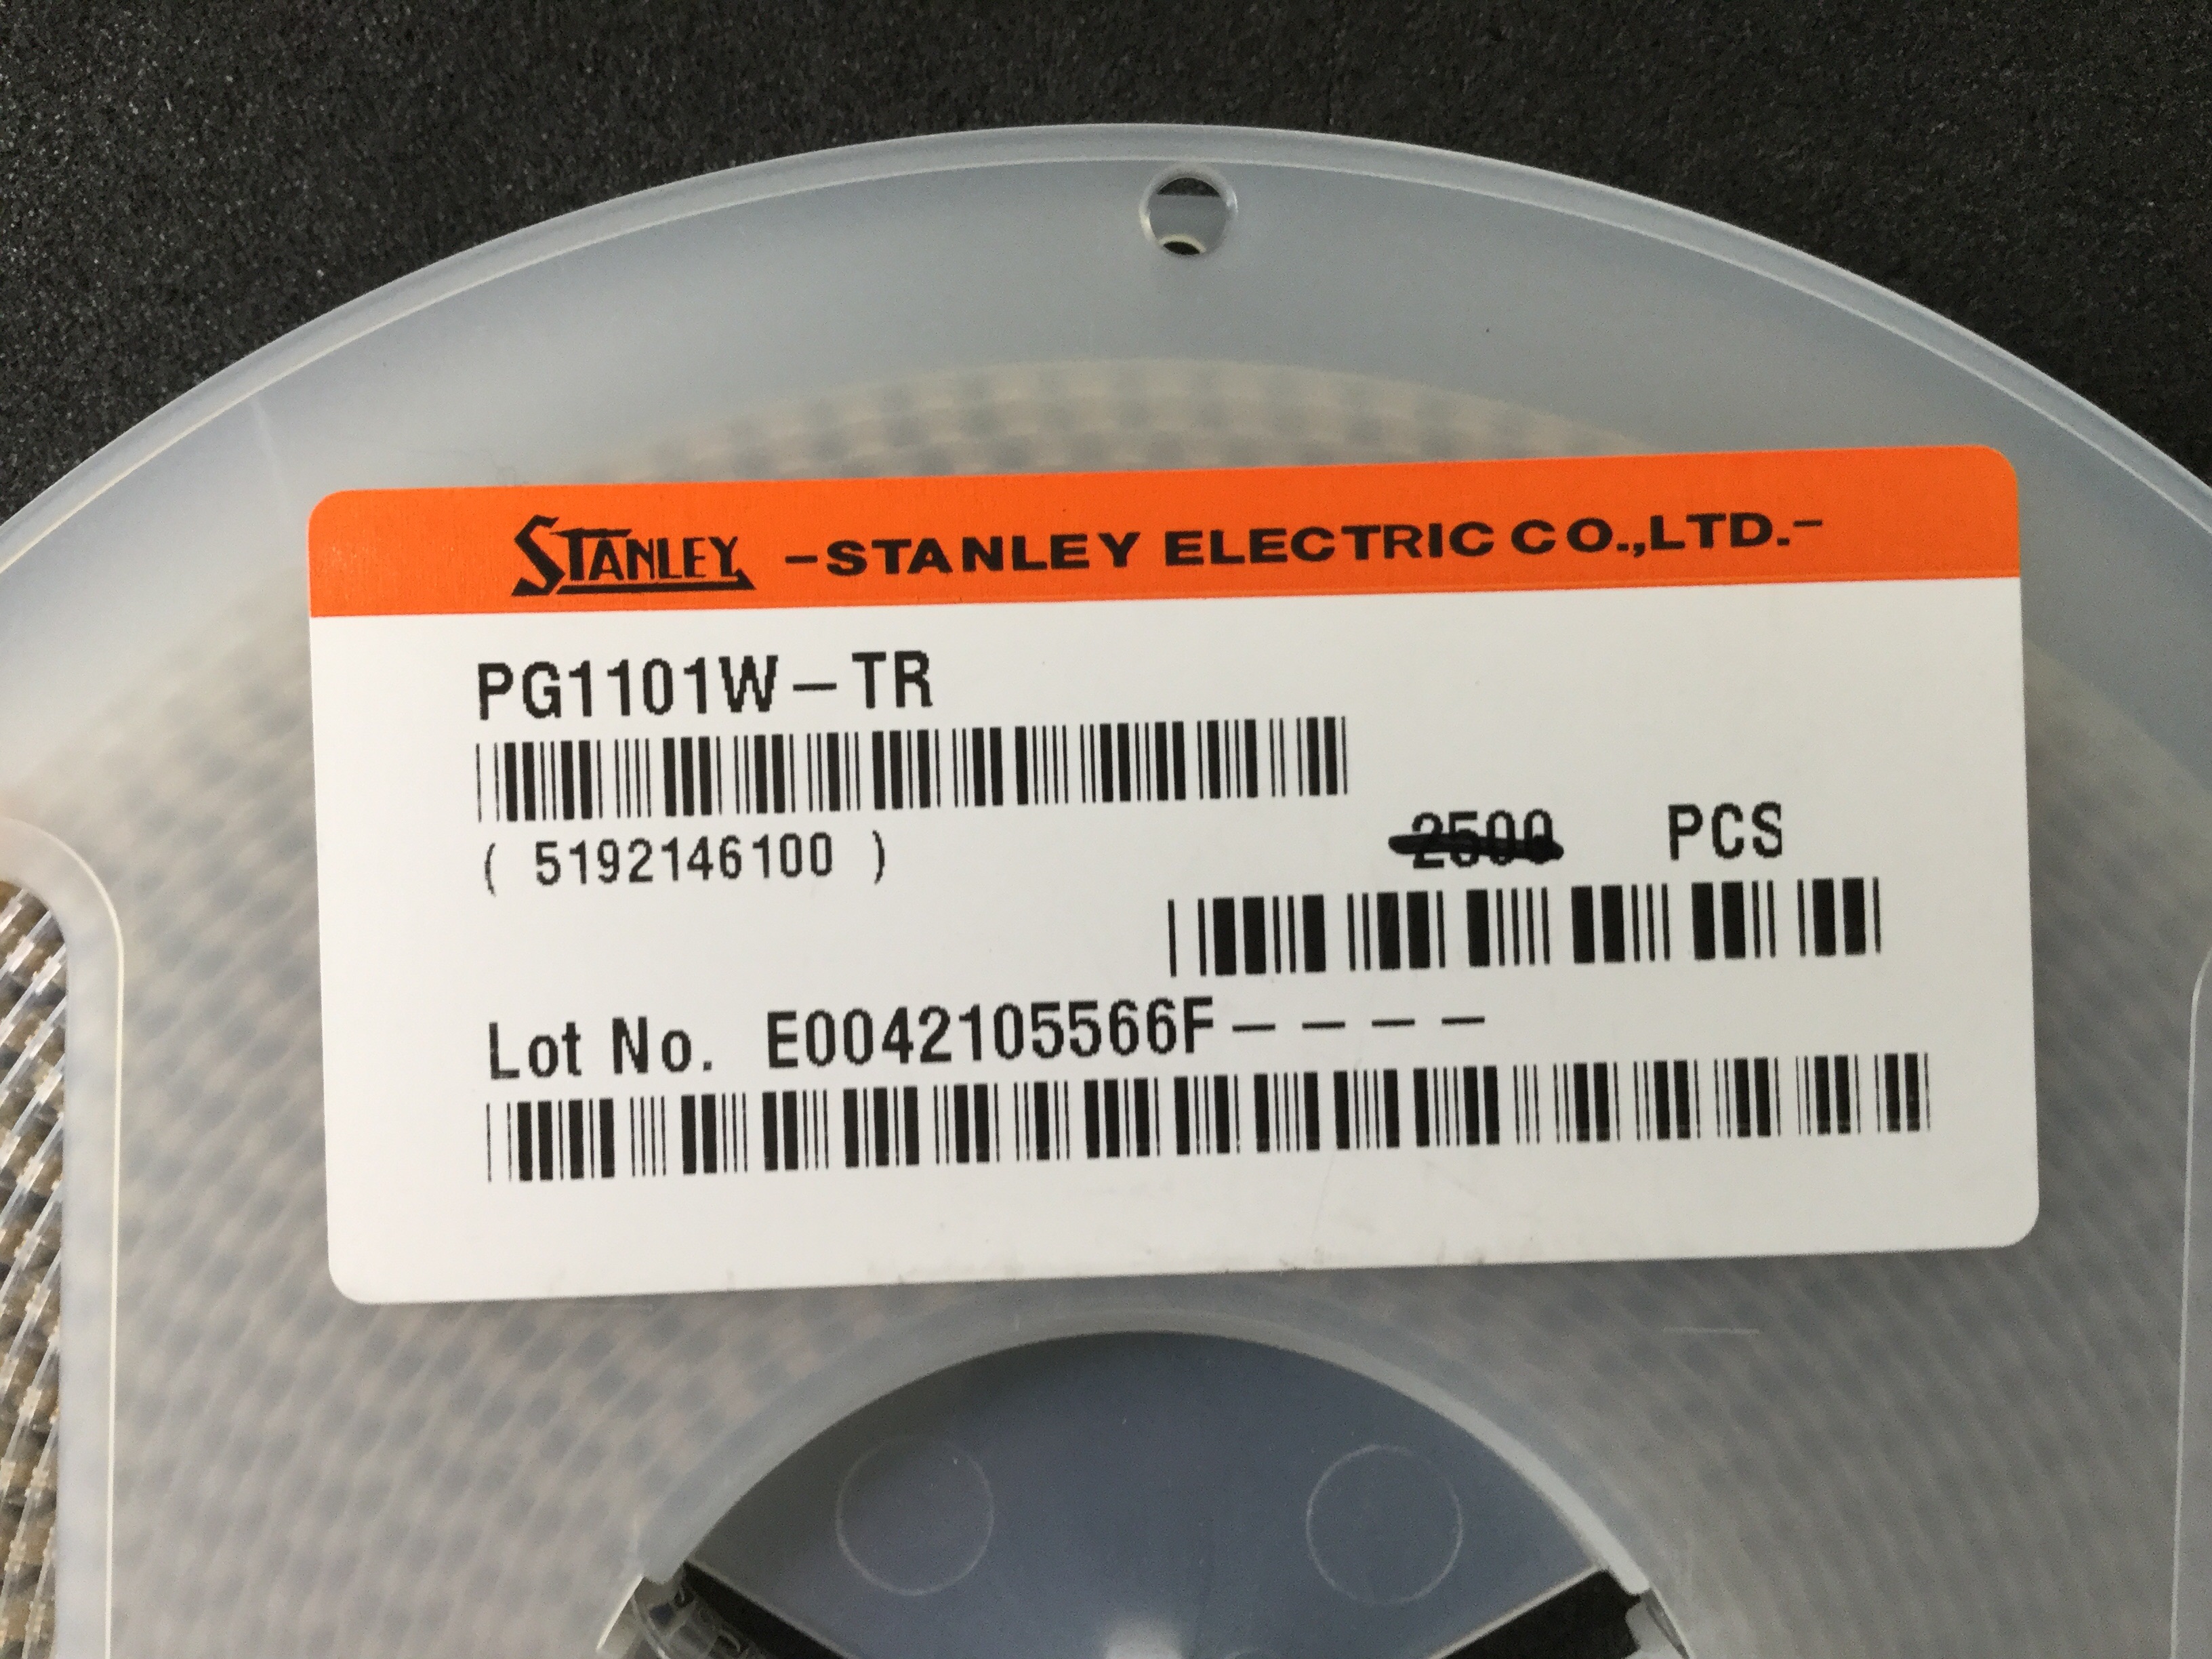 STANLEY -STANLEY ELECTRIC CO.,LTD.-
PG1101W-TR
( 5192146100 )
2500 PCS
Lot No. E0042105566F----